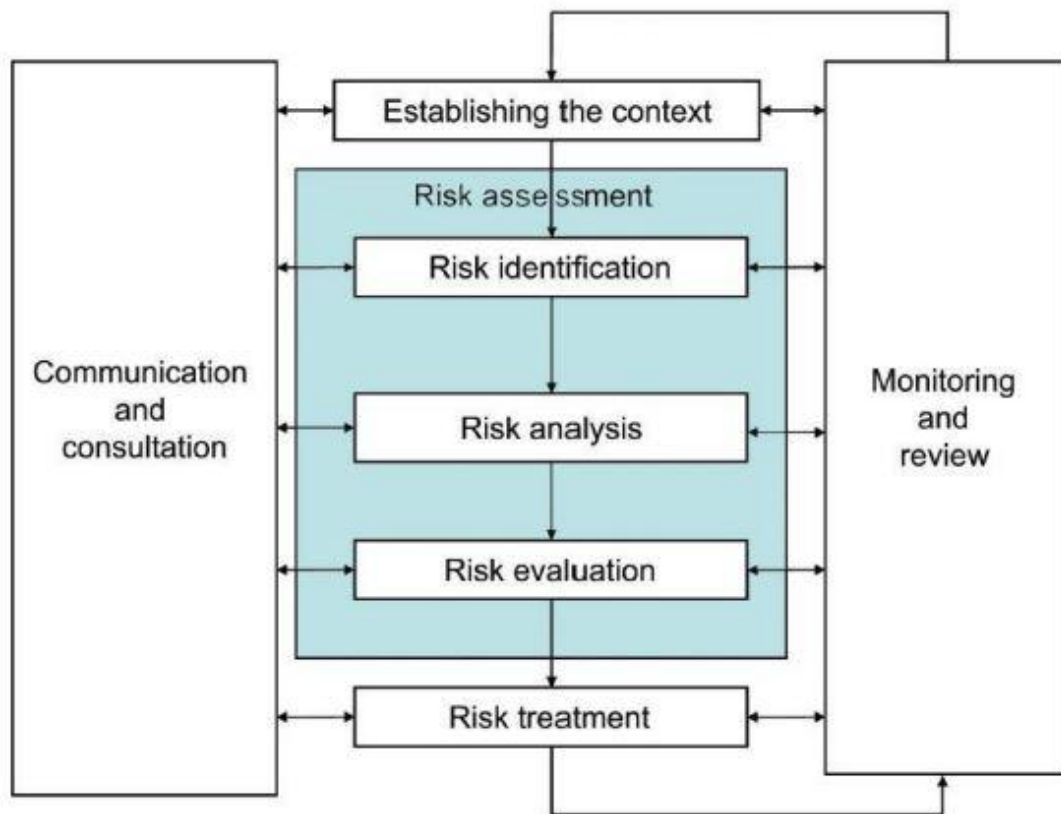 Establishing the context
Risk assessment
Risk identification
Communication
and
consultation
Risk analysis
Monitoring
and
review
Risk evaluation
Risk treatment